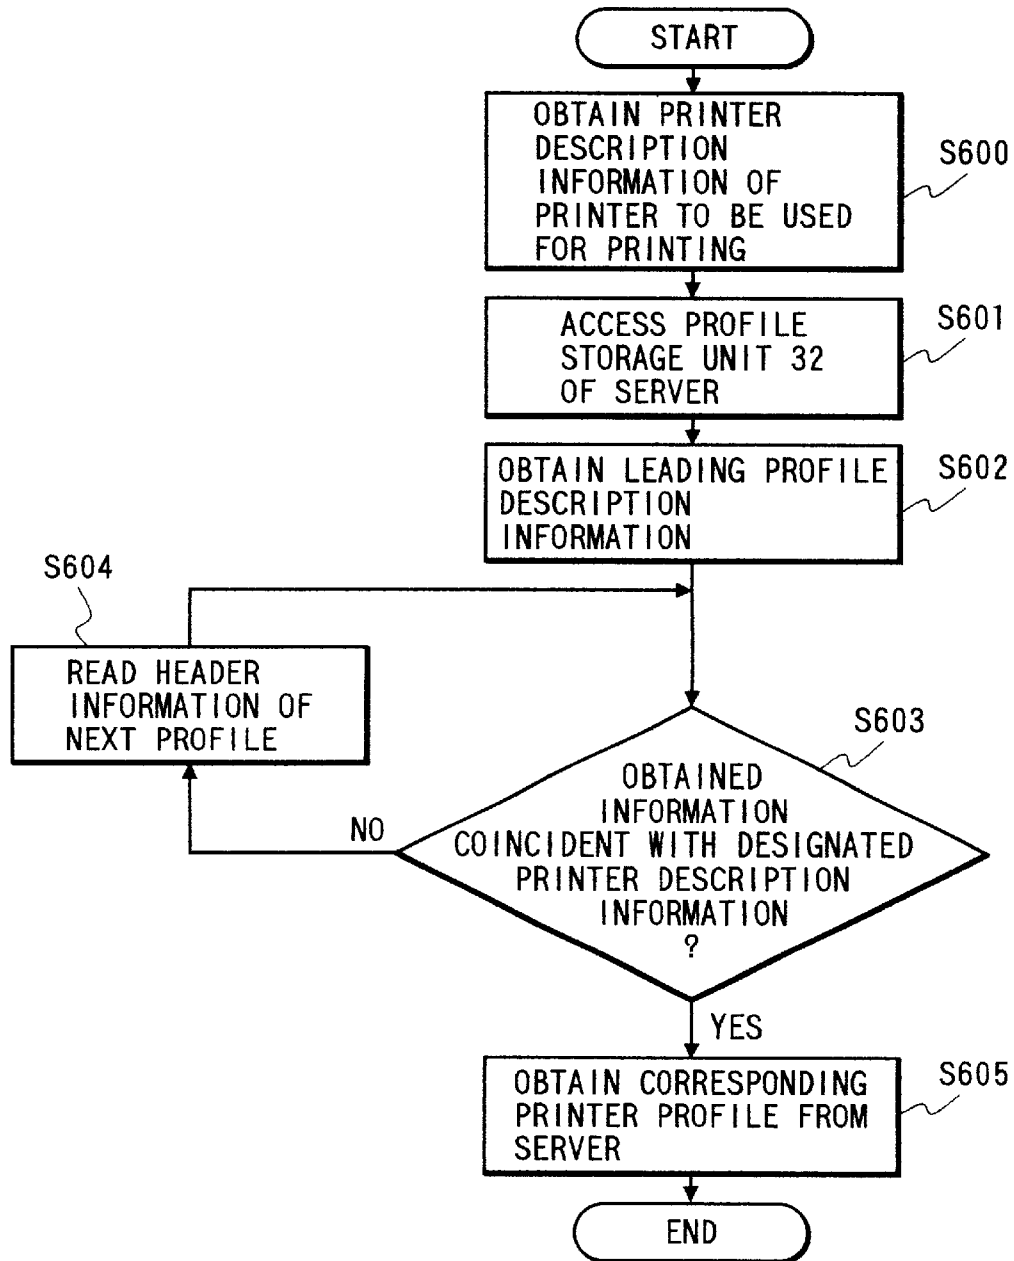 START
OBTAIN PRINTER
DESCRIPTION
INFORMATION OF
PRINTER TO BE USED
FOR PRINTING
S600
ACCESS PROFILE
STORAGE UNIT 32
OF SERVER
S601
OBTAIN LEADING PROFILE
DESCRIPTION
INFORMATION
S602
S604
READ HEADER
INFORMATION OF
NEXT PROFILE
S603
OBTAINED
INFORMATION
COINCIDENT WITH DESIGNATED
PRINTER DESCRIPTION
INFORMATION
?
NO
YES
OBTAIN CORRESPONDING
PRINTER PROFILE FROM
SERVER
S605
END